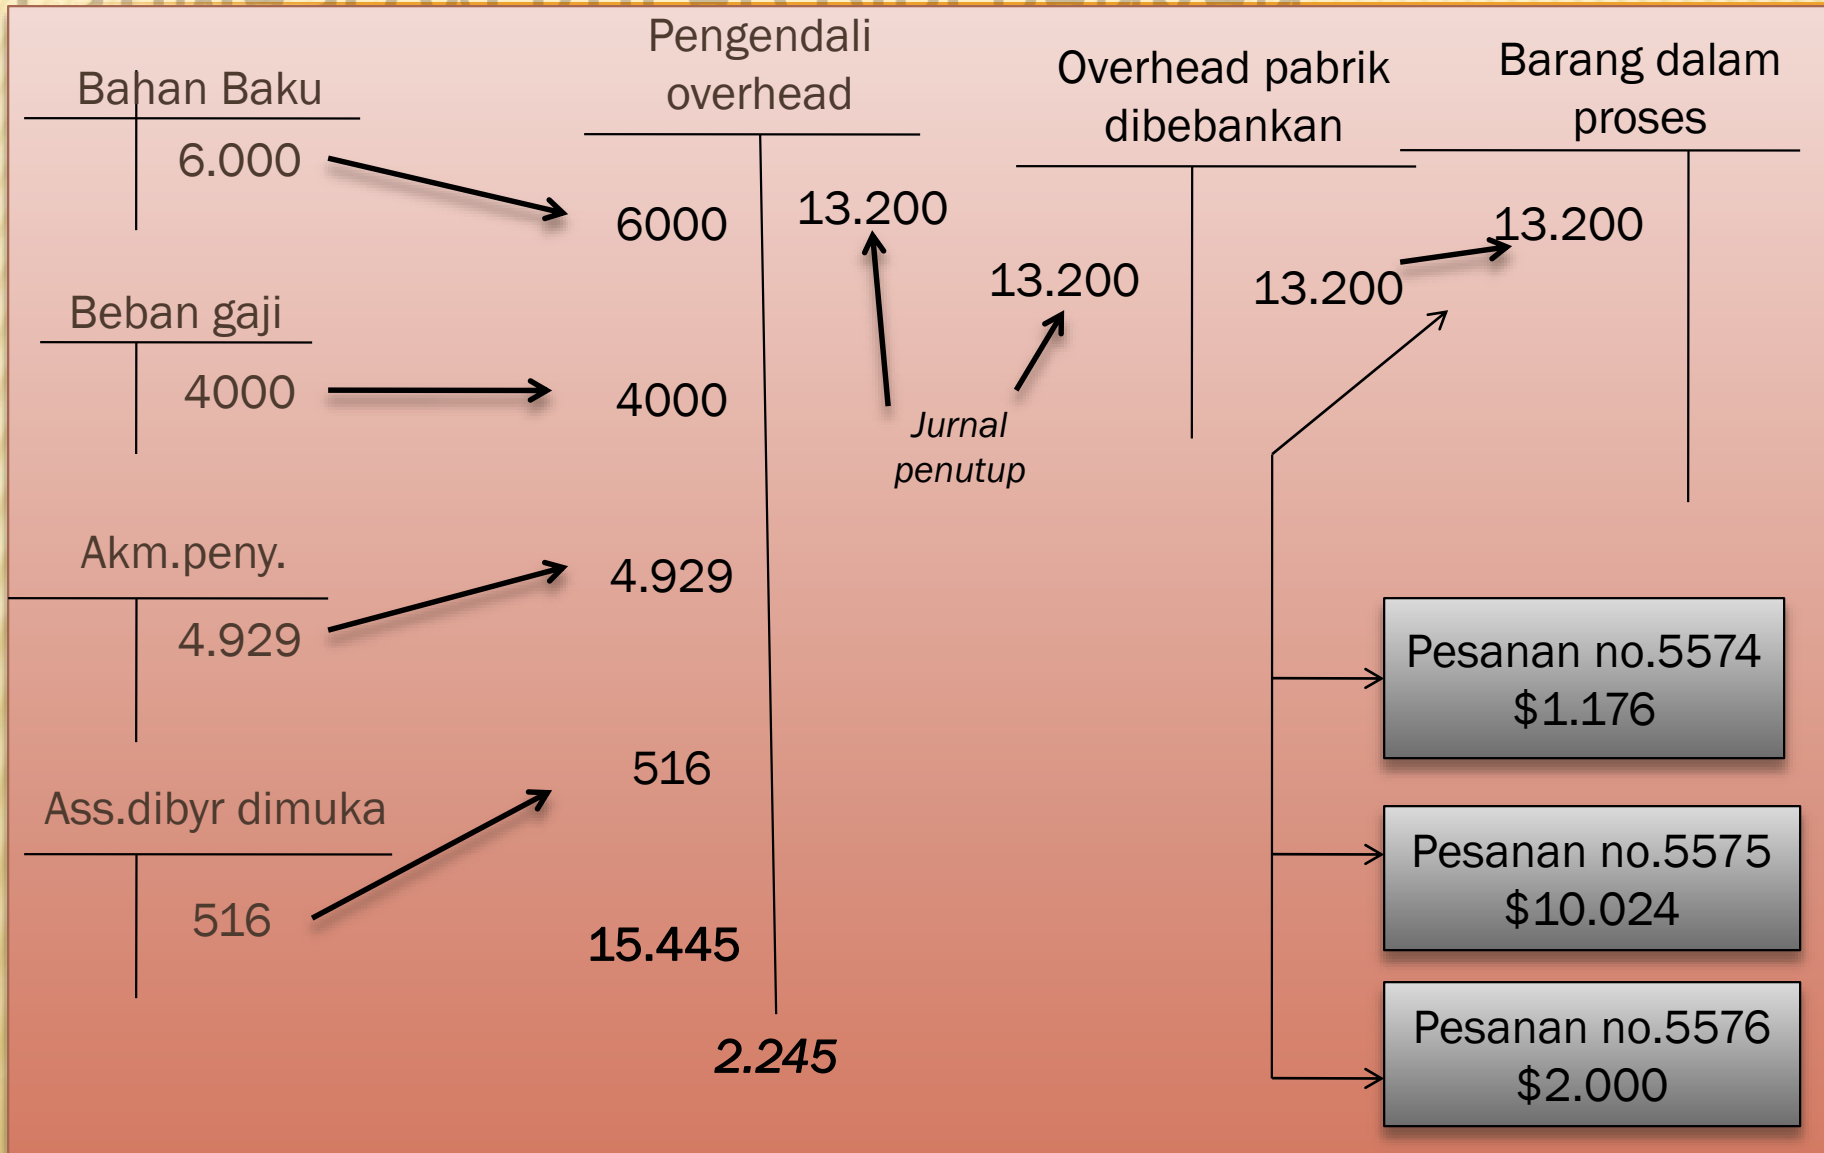 Bahan Baku
6.000
Beban gaji
4000
Akm.peny.
4.929
Ass.dibyr dimuka
516
Pengendali
overhead
6000
4000
4.929
516
15.445
2.245
13.200
Jurnal
penutup
Overhead pabrik
dibebankan
13.200
13.200
Barang dalam
proses
13.200
Pesanan no.5574
$1.176
Pesanan no.5575
$10.024
Pesanan no.5576
$2.000